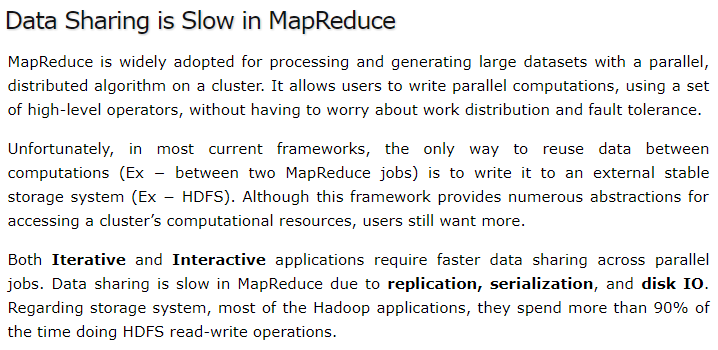 Data Sharing is Slow in MapReduce
MapReduce is widely adopted for processing and generating large datasets with a parallel,
distributed algorithm on a cluster. It allows users to write parallel computations, using a set
of high-level operators, without having to worry about work distribution and fault tolerance.
Unfortunately, in most current frameworks, the only way to reuse data between
computations (Ex − between two MapReduce jobs) is to write it to an external stable
storage system (Ex − HDFS). Although this framework provides numerous abstractions for
accessing a cluster’s computational resources, users still want more.
Both Iterative and Interactive applications require faster data sharing across parallel
jobs. Data sharing is slow in MapReduce due to replication, serialization, and disk IO.
Regarding storage system, most of the Hadoop applications, they spend more than 90% of
the time doing HDFS read-write operations.